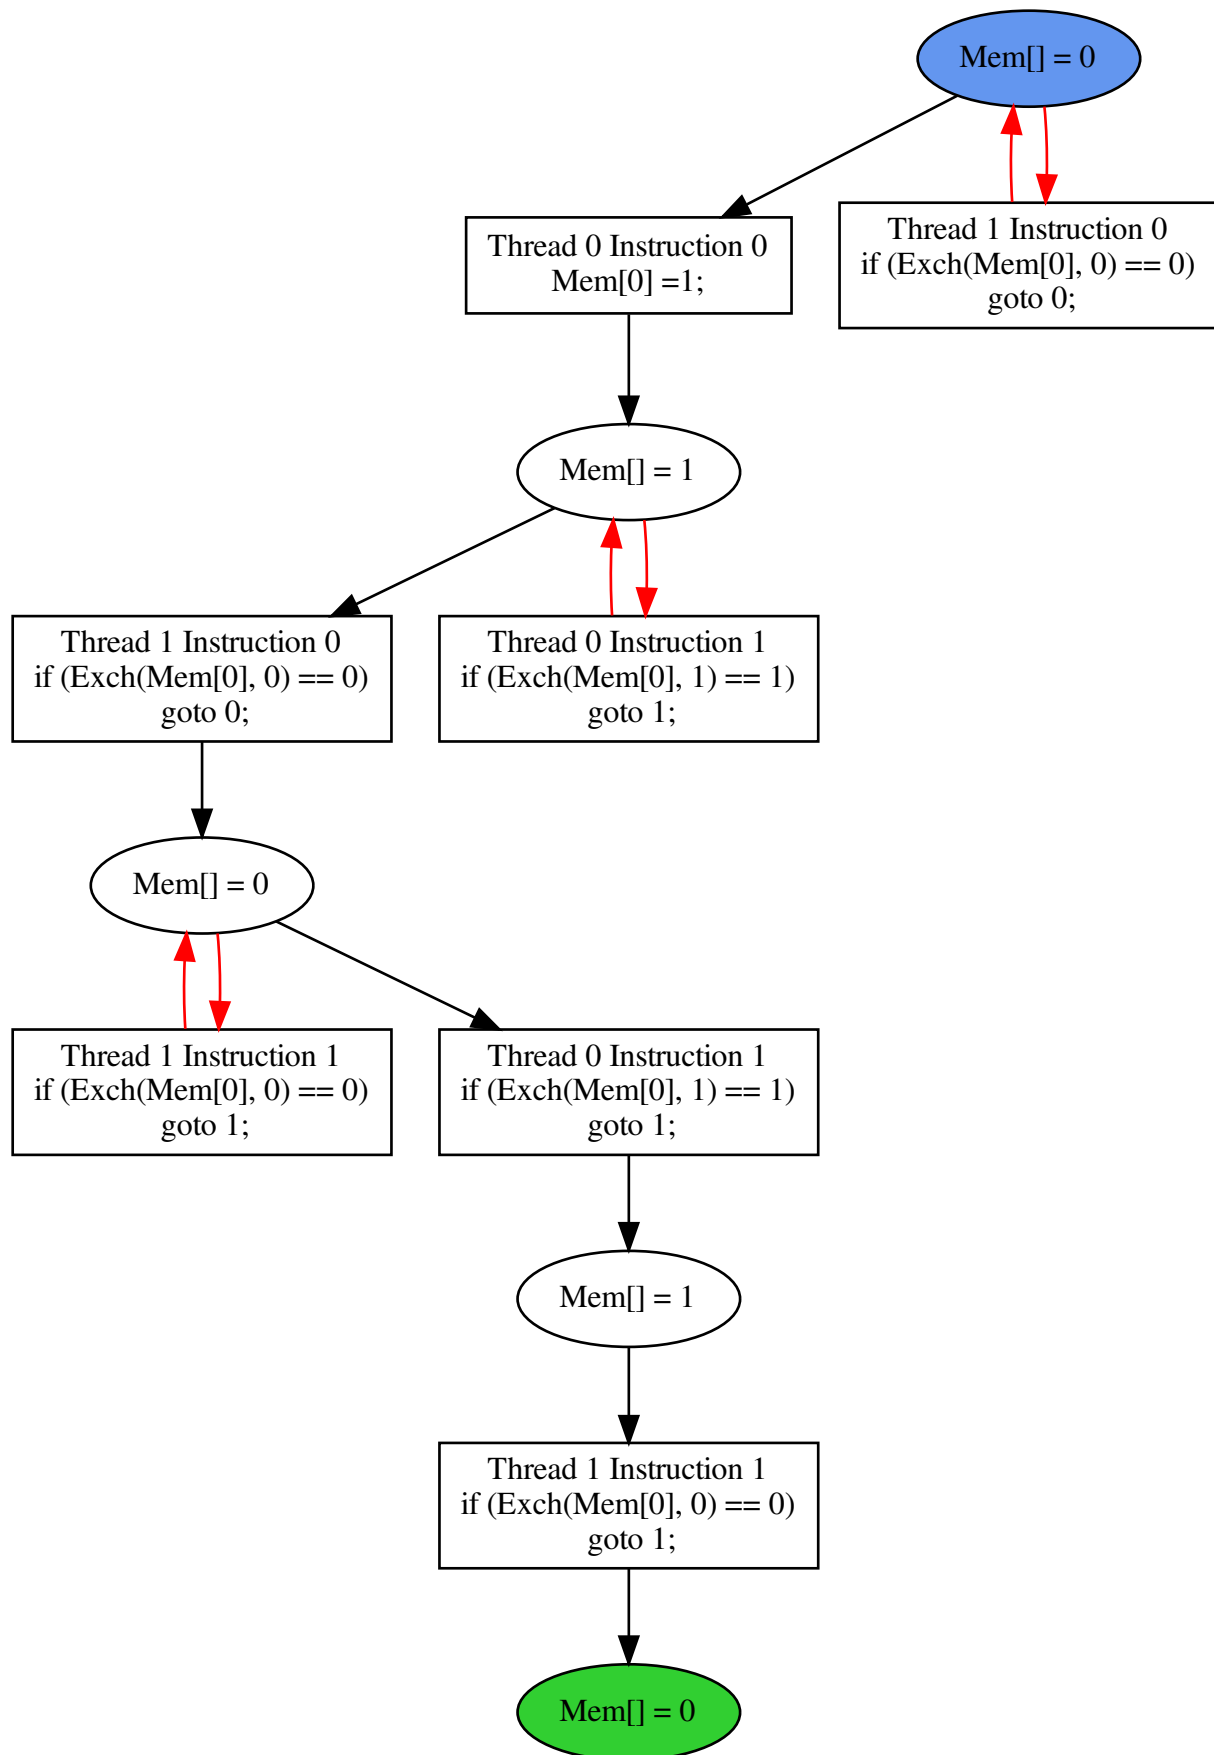 Mem[] = 0
Thread 0 Instruction 0
Mem[0] =1;
Thread 1 Instruction 0
if (Exch(Mem[0], 0) == 0)
goto 0;
Mem[] = 1
Thread 1 Instruction 0
if (Exch(Mem[0], 0) == 0)
goto 0;
Thread 0 Instruction 1
if (Exch(Mem[0], 1) == 1)
goto 1;
Mem[] = 0
Thread 1 Instruction 1
if (Exch(Mem[0], 0) == 0)
goto 1;
Thread 0 Instruction 1
if (Exch(Mem[0], 1) == 1)
goto 1;
Mem[] = 1
Thread 1 Instruction 1
if (Exch(Mem[0], 0) == 0)
goto 1;
Mem[] = 0